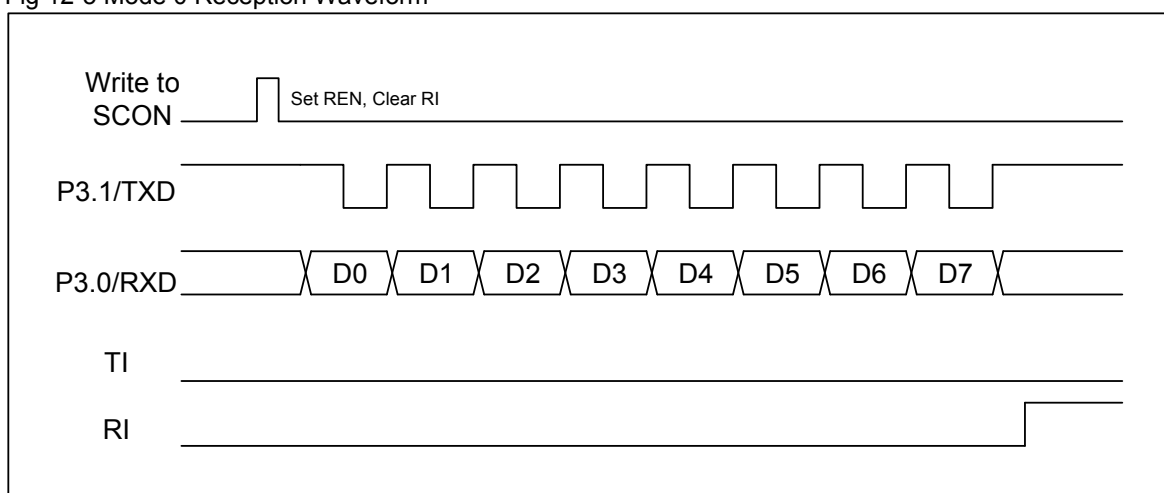 Fig 12-3 Mode 0 Reception Waveform
Write to
SCON
Set REN, Clear RI
P3.1/TXD
P3.0/RXD
D0 D1 D2 D3 D4 D5 D6 D7
TI
RI